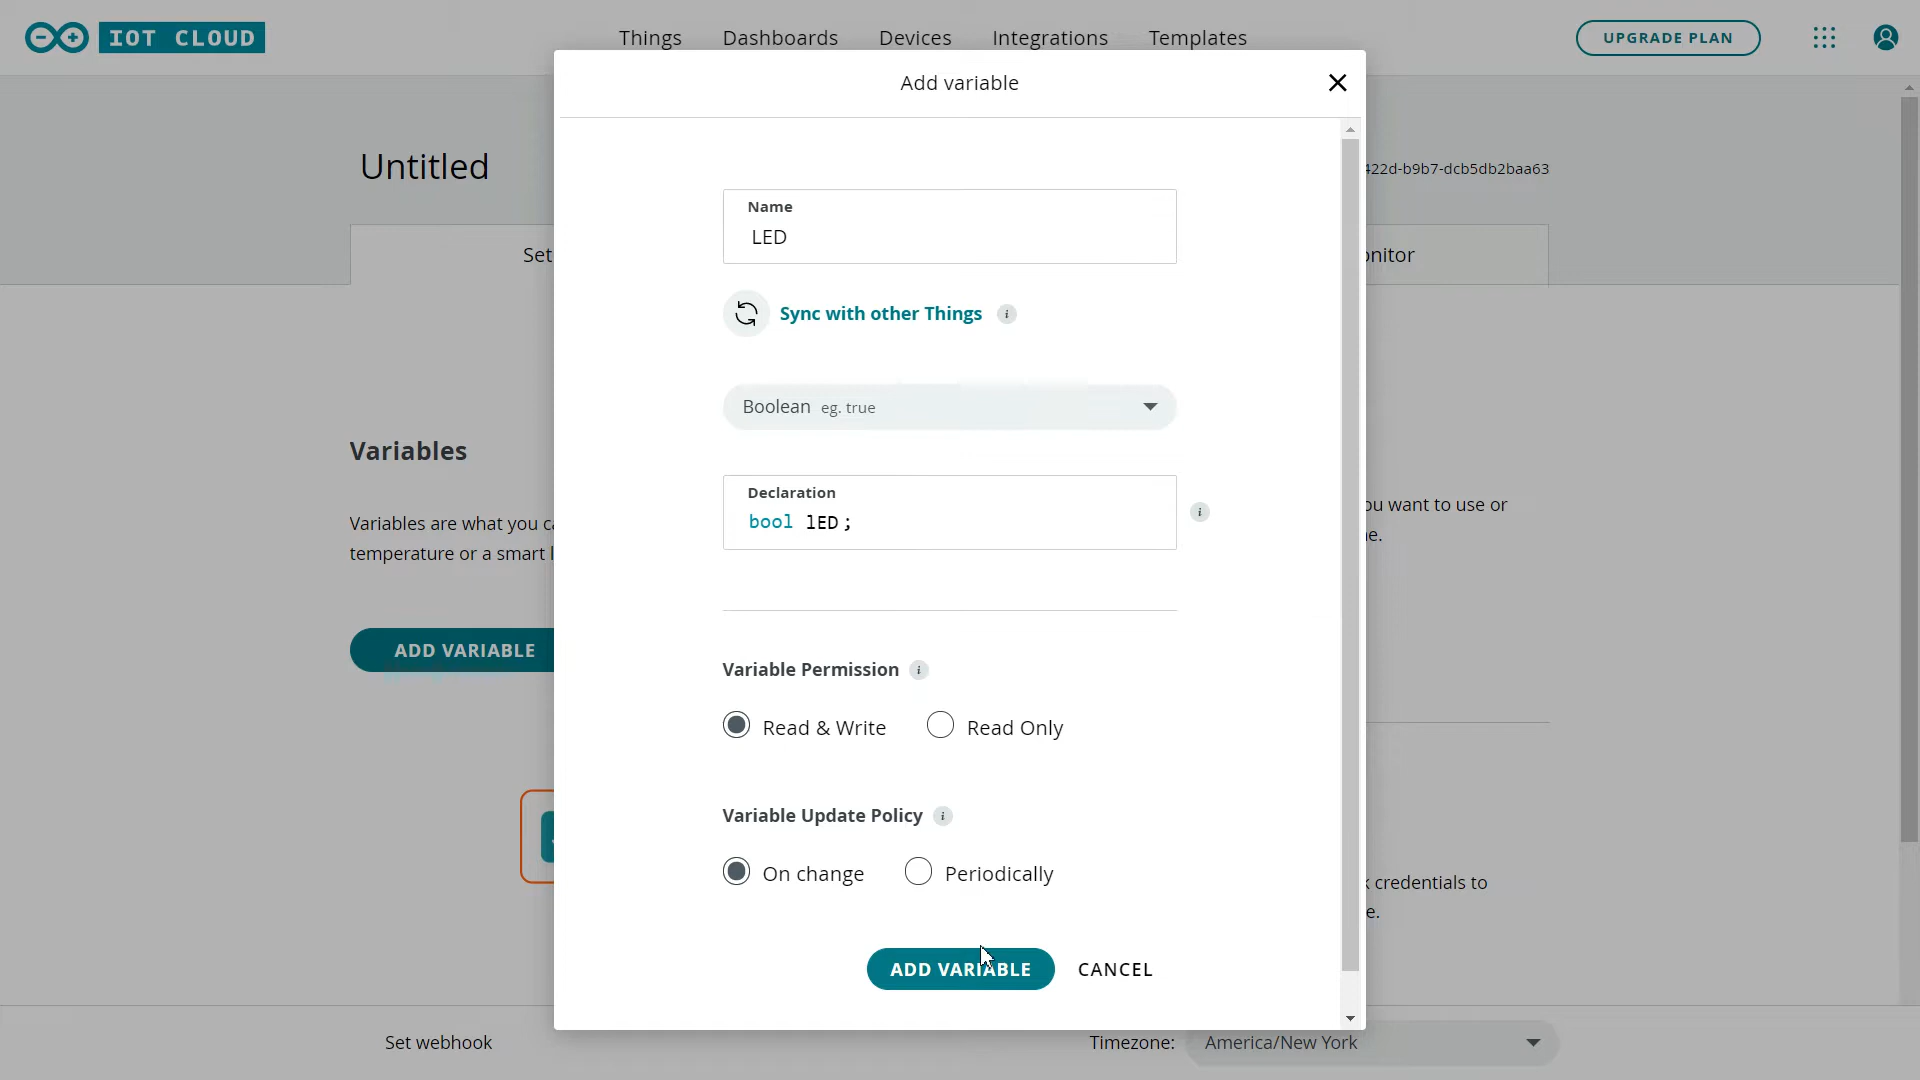 IOT CLOUD
Things Dashboards Devices Integrations Templates
UPGRADE PLAN
Add variable
Untitled
422d-b9b7-dcb5db2baa63
Name
LED
Set
onitor
Sync with other Things i
Boolean eg. true
Variables
Declaration
bool lED;
i
Variables are what you
temperature or a smart
ou want to use or
e.
ADD VARIABLE
Variable Permission i
Read & Write Read Only
Variable Update Policy i
On change Periodically
credentials to
e.
ADD VARIABLE CANCEL
Set webhook
Timezone: America/New York